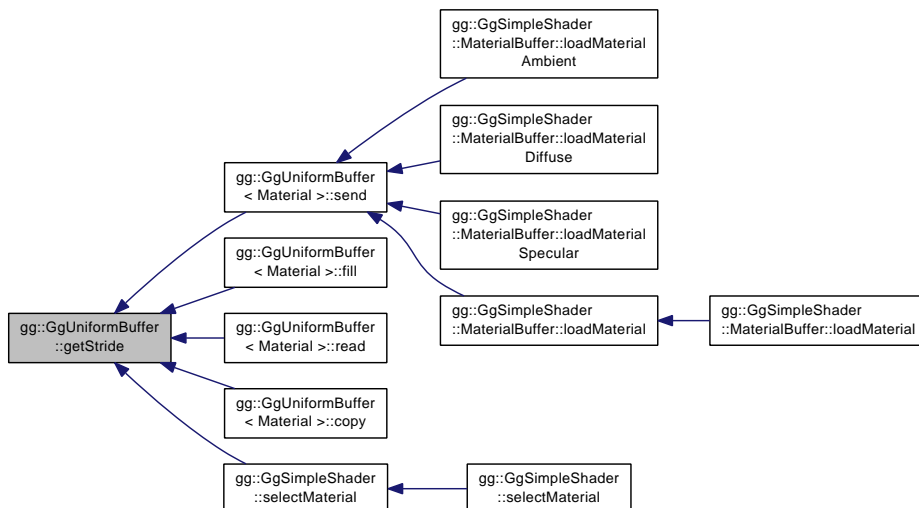 gg::GgSimpleShader
::MaterialBuffer::loadMaterial
Ambient
gg::GgSimpleShader
::MaterialBuffer::loadMaterial
Diffuse
gg::GgUniformBuffer
< Material >::send
gg::GgSimpleShader
::MaterialBuffer::loadMaterial
Specular
gg::GgUniformBuffer
< Material >::fill
gg::GgUniformBuffer
::getStride
gg::GgUniformBuffer
< Material >::read
gg::GgSimpleShader
::MaterialBuffer::loadMaterial
gg::GgSimpleShader
::MaterialBuffer::loadMaterial
gg::GgUniformBuffer
< Material >::copy
gg::GgSimpleShader
::selectMaterial
gg::GgSimpleShader
::selectMaterial